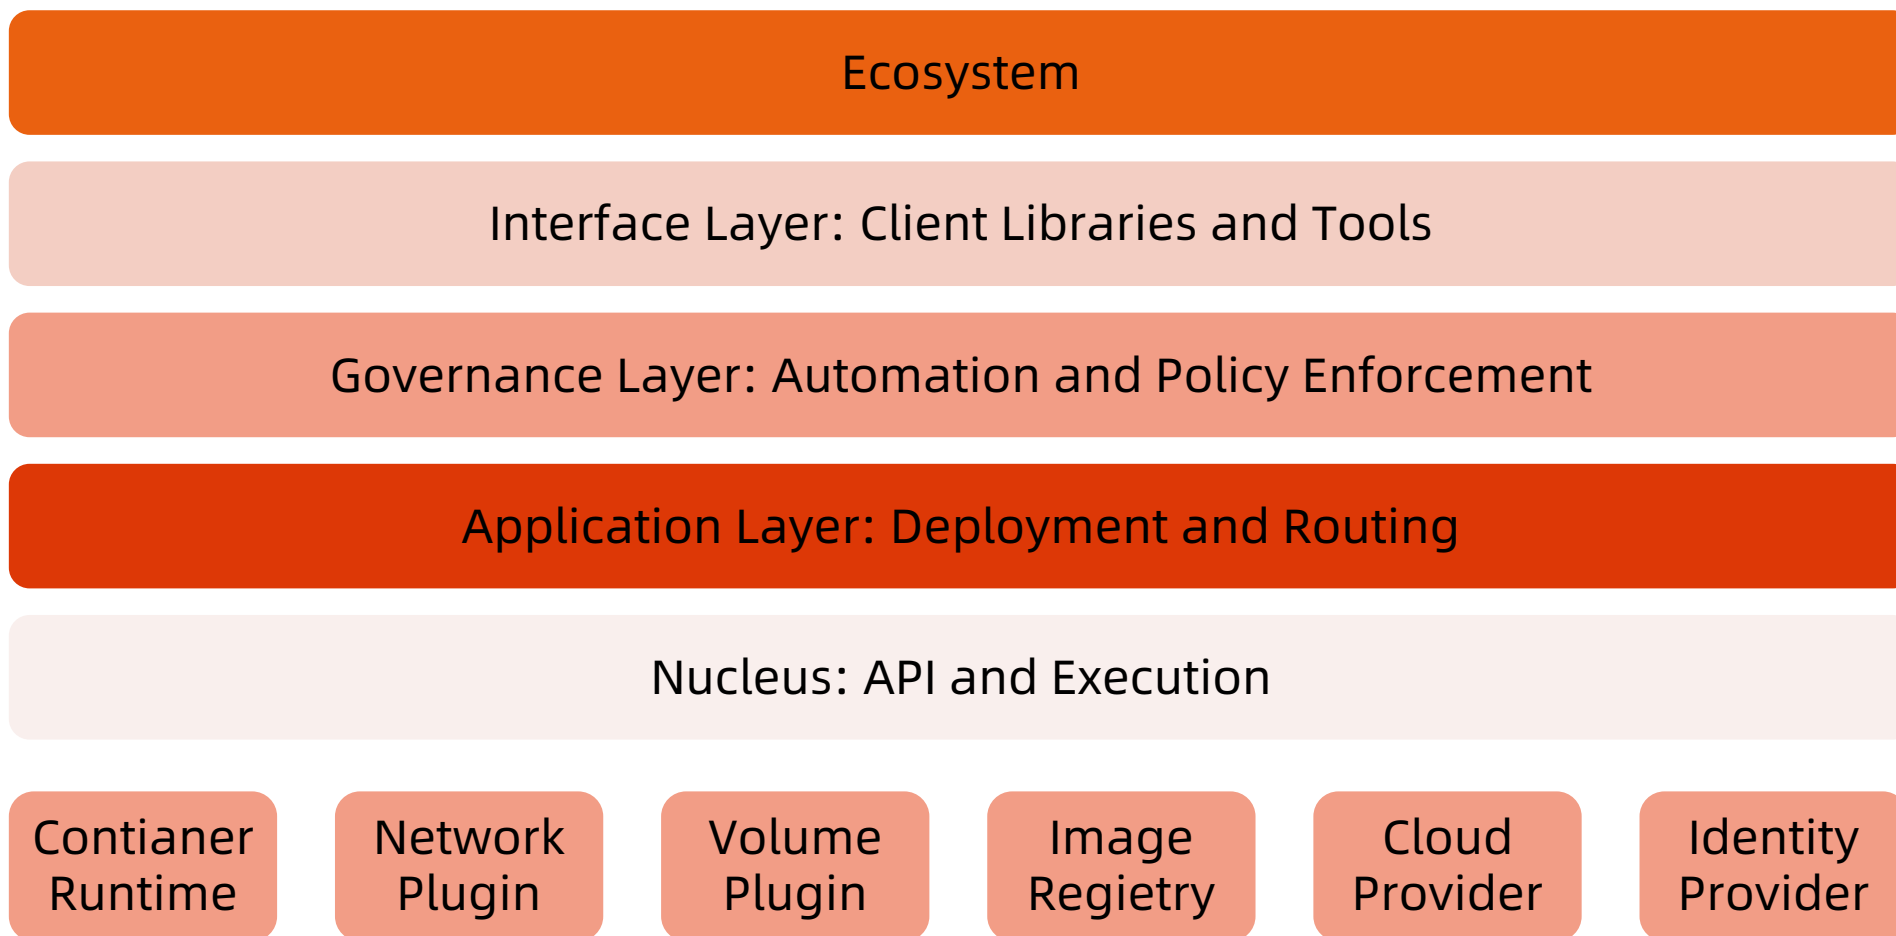 Ecosystem
Interface Layer: Client Libraries and Tools
Governance Layer: Automation and Policy Enforcement
Application Layer: Deployment and Routing
Nucleus: API and Execution
Contianer
Runtime
Network
Plugin
Volume
Plugin
Image
Registry
Cloud
Provider
Identity
Provider